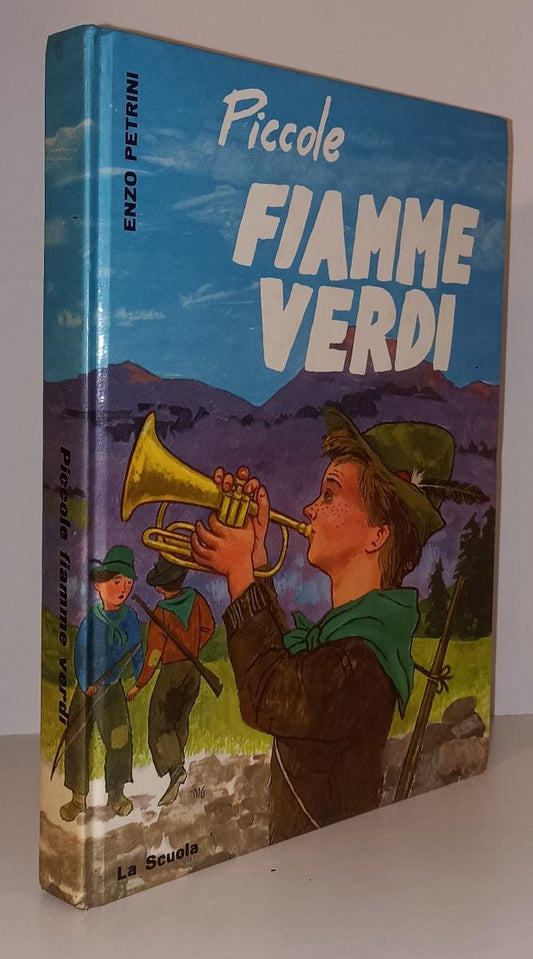 ENZO PETRINI
Piccole
FIAMME
VERDI
Piccole fiamme verdi
La Scuola